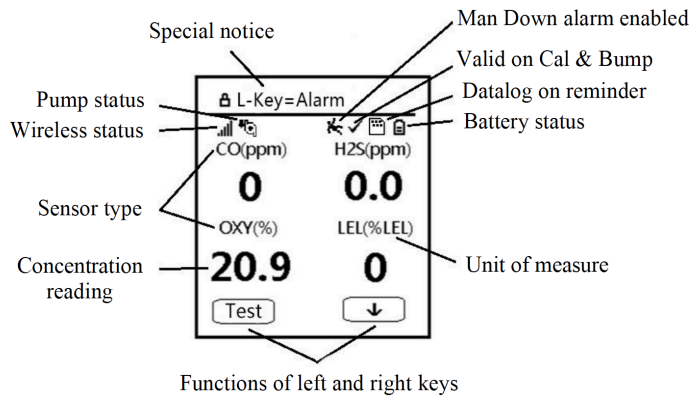 Special notice
Man Down alarm enabled
Valid on Cal & Bump
Datalog on reminder
Battery status
Pump status
Wireless status
L-Key=Alarm
CO(ppm) H2S(ppm)
0 0.0
Sensor type
OXY(%) LEL(%LEL)
Concentration
reading
20.9 0
Unit of measure
Test
Functions of left and right keys